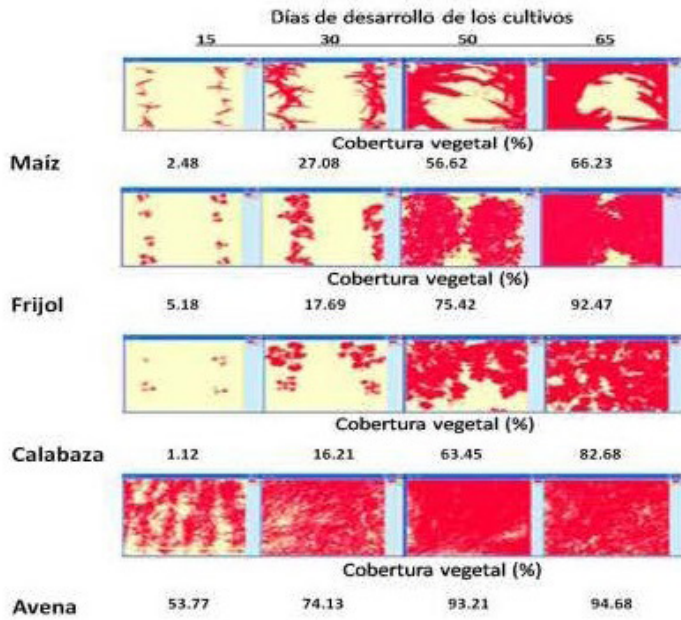 Días de desarrollo de los cultivos
15 30 50 65
Cobertura vegetal (%)
Maíz 2.48 27.08 56.62 66.23
Cobertura vegetal (%)
Frijol 5.18 17.69 75.42 92.47
Cobertura vegetal (%)
Calabaza 1.12 16.21 63.45 82.68
Cobertura vegetal (%)
Avena 53.77 74.13 93.21 94.68